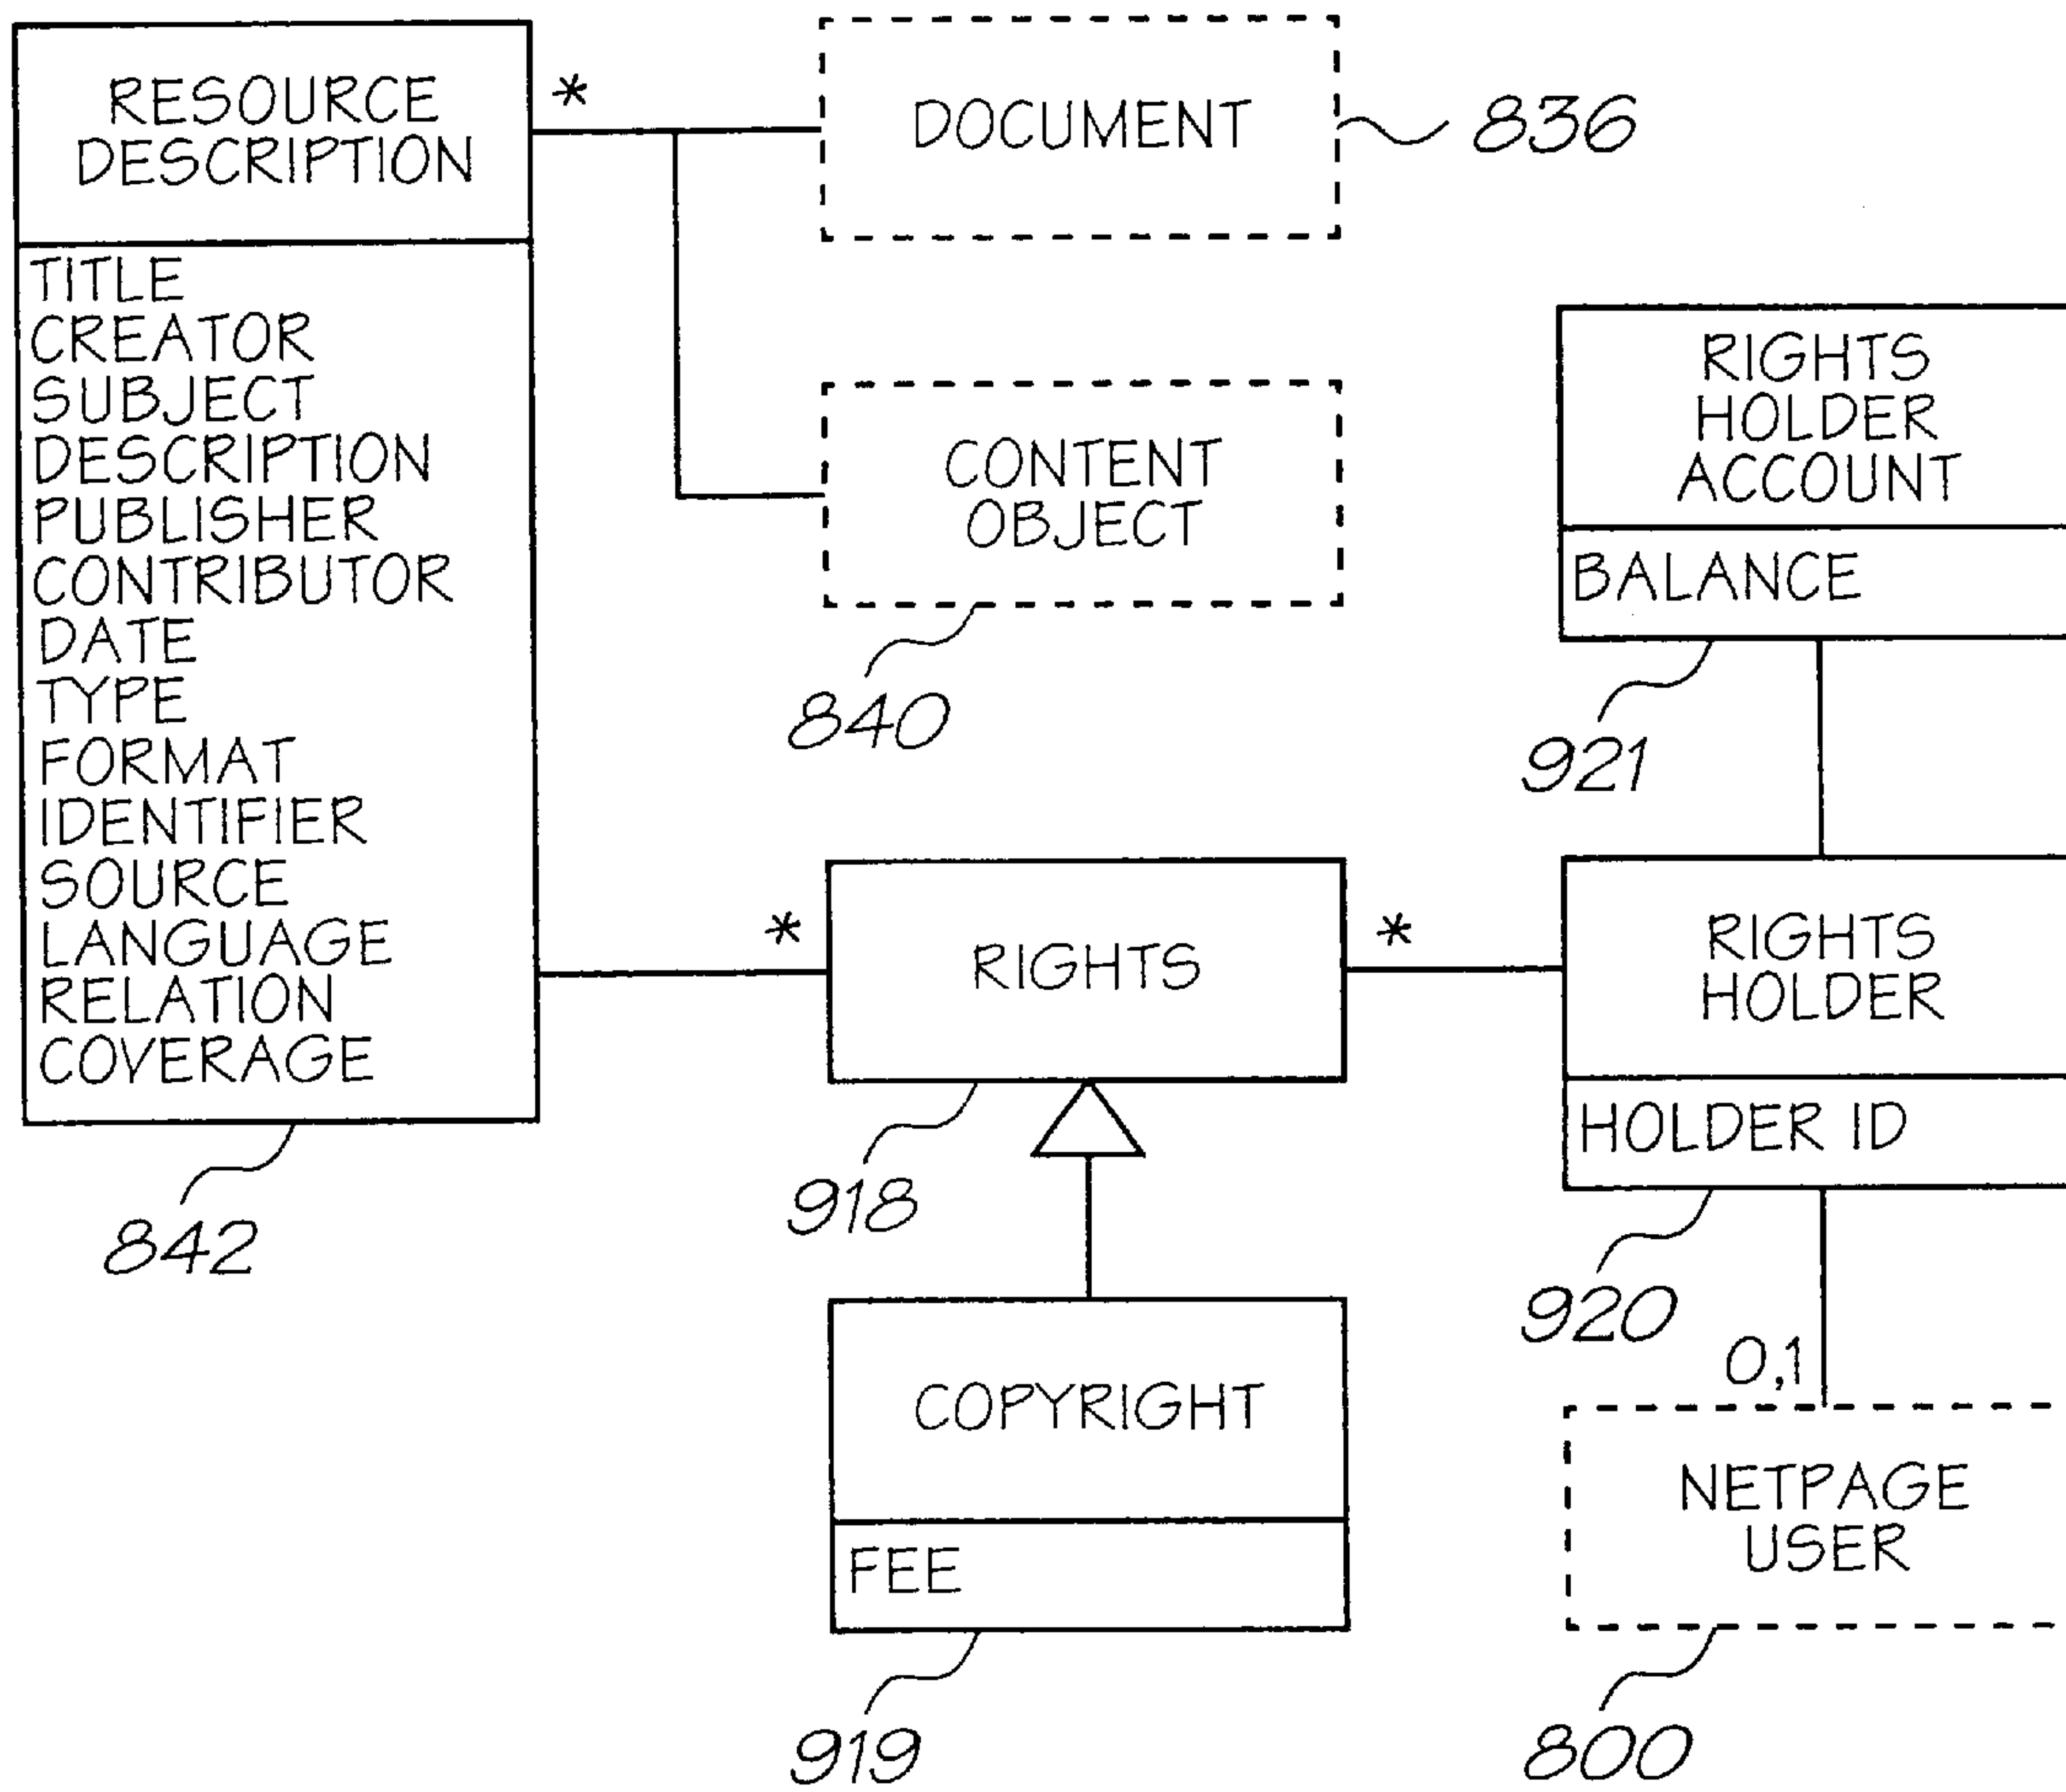 RESOURCE
DESCRIPTION
*
TITLE
CREATOR
SUBJECT
DESCRIPTION
PUBLISHER
CONTRIBUTOR
DATE
TYPE
FORMAT
IDENTIFIER
SOURCE
LANGUAGE
RELATION
COVERAGE
842
DOCUMENT
836
CONTENT
OBJECT
840
RIGHTS
HOLDER
ACCOUNT
BALANCE
921
*
RIGHTS
*
918
RIGHTS
HOLDER
HOLDER ID
920
COPYRIGHT
FEE
919
0,1
NETPAGE
USER
800